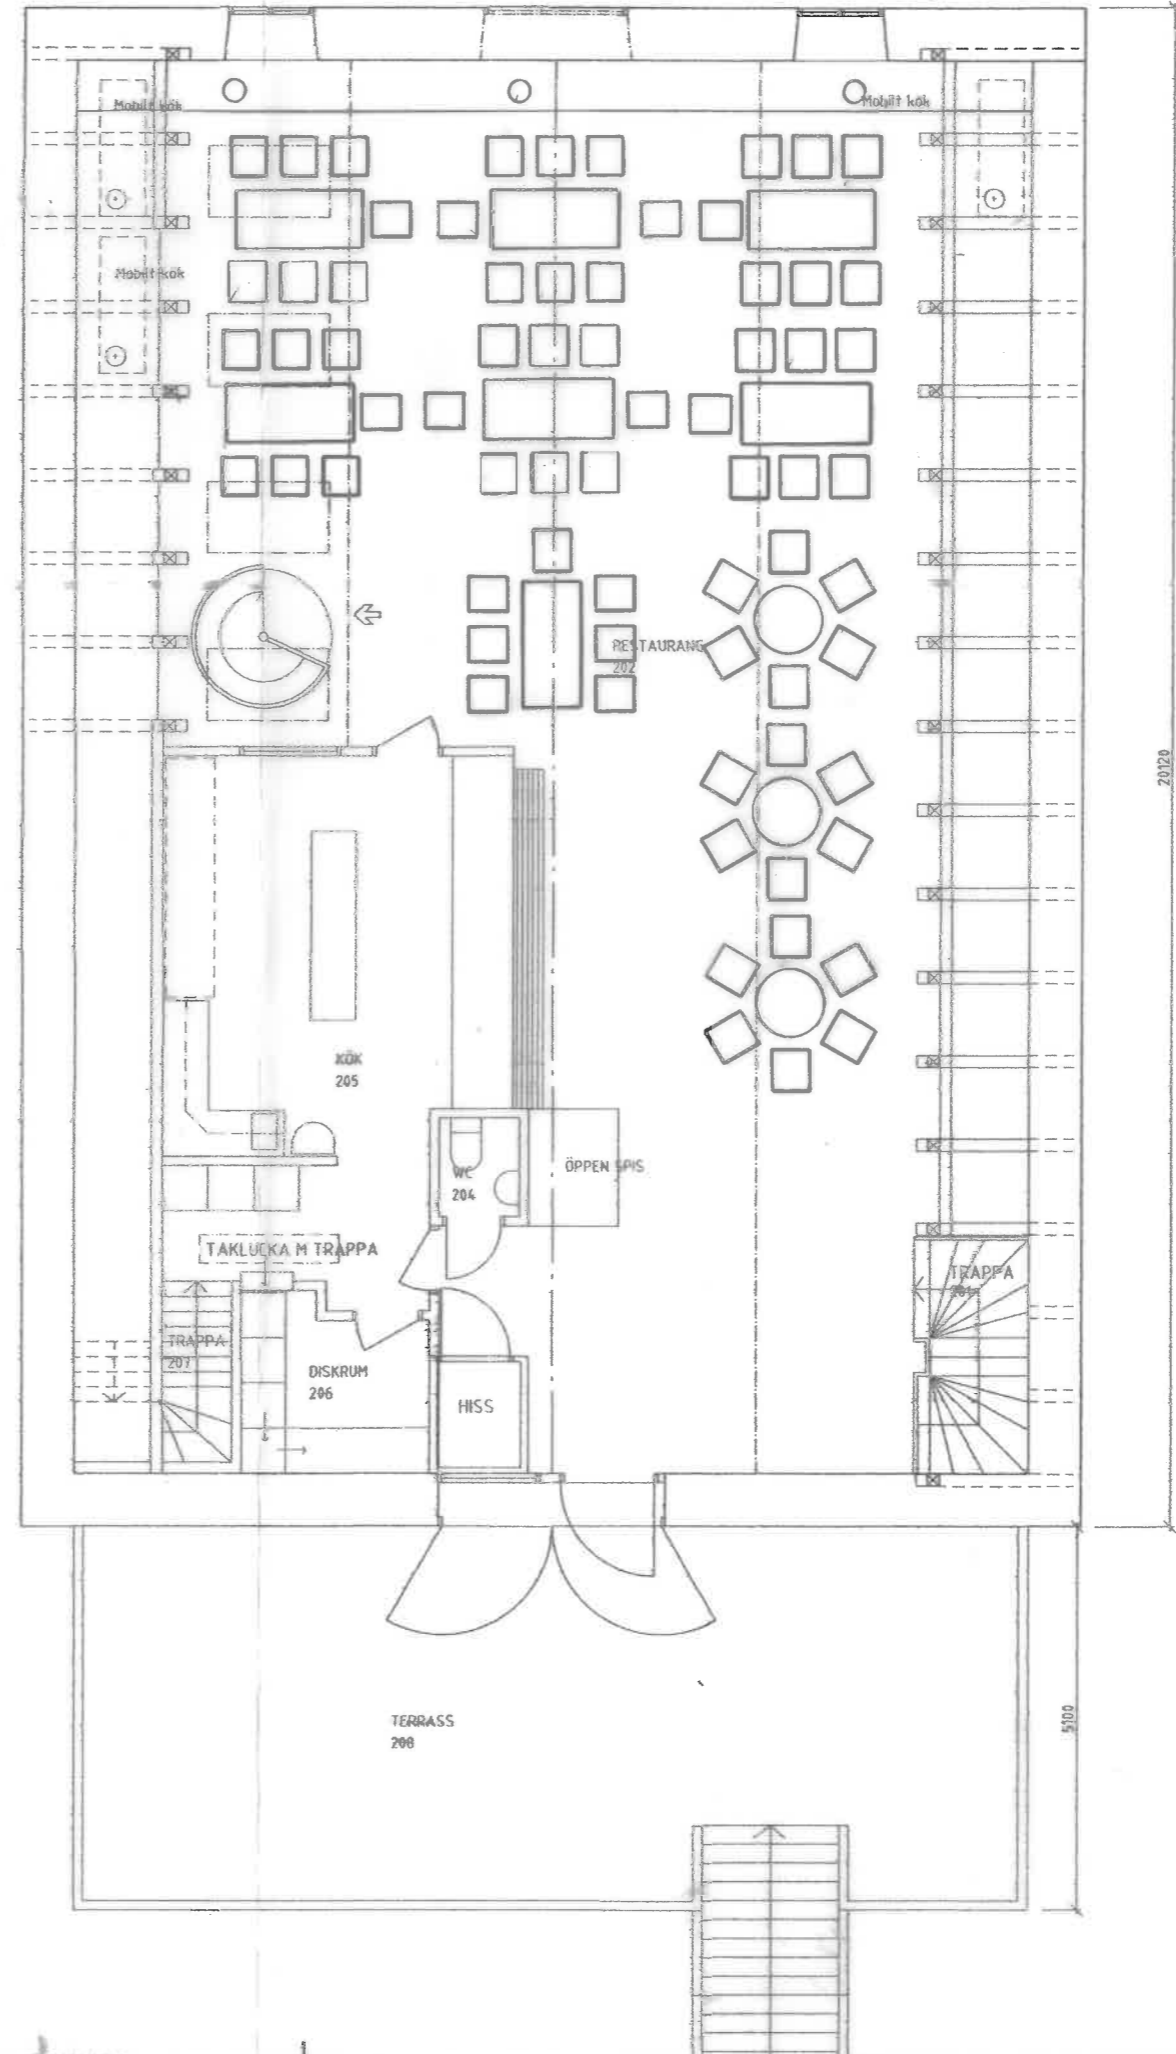 Mobilt kök
Mobilt kök
Mobilt kök
RESTAURANG
202
20120
KÖK
205
WC
204
ÖPPEN SPIS
TAKLUCKA M TRAPPA
TRAPPA
201
TRAPPA
207
DISKRUM
206
HISS
TERRASS
208
5100